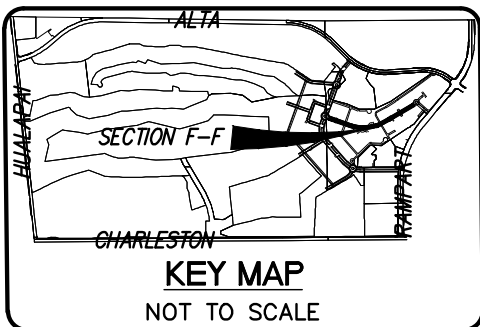 ALTA
HUALAPAI
SECTION F-F
RAMPART
CHARLESTON
KEY MAP
NOT TO SCALE